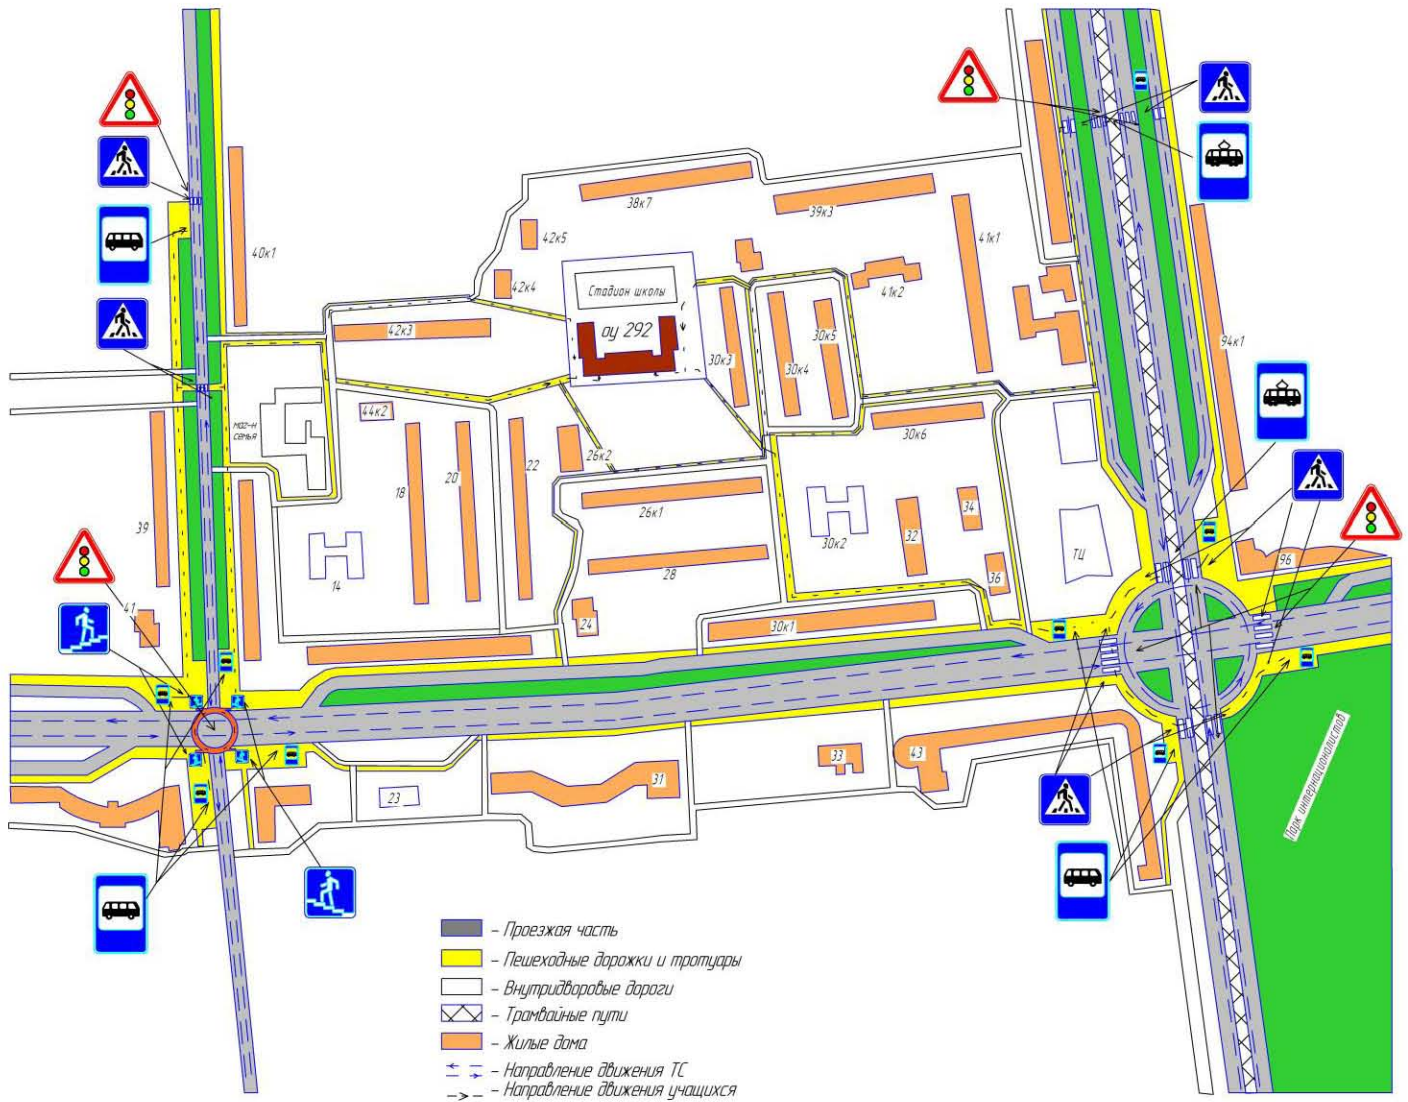 38к7
39к3
40к1
42к5
41к1
42к4
Стадион школы
41к2
42к3
оу 292
30к3
30к5
30к4
94к1
44к2
маг-н
семья
30к6
26к2
22
20
18
39
26к1
34
32
30к2
ТЦ
96
28
36
14
41
24
30к1
Парк интернационалистов
33
43
31
23
– Проезжая часть
– Пешеходные дорожки и тротуары
– Внутридворовые дороги
– Трамвайные пути
– Жилые дома
– Направление движения ТС
– Направление движения учащихся